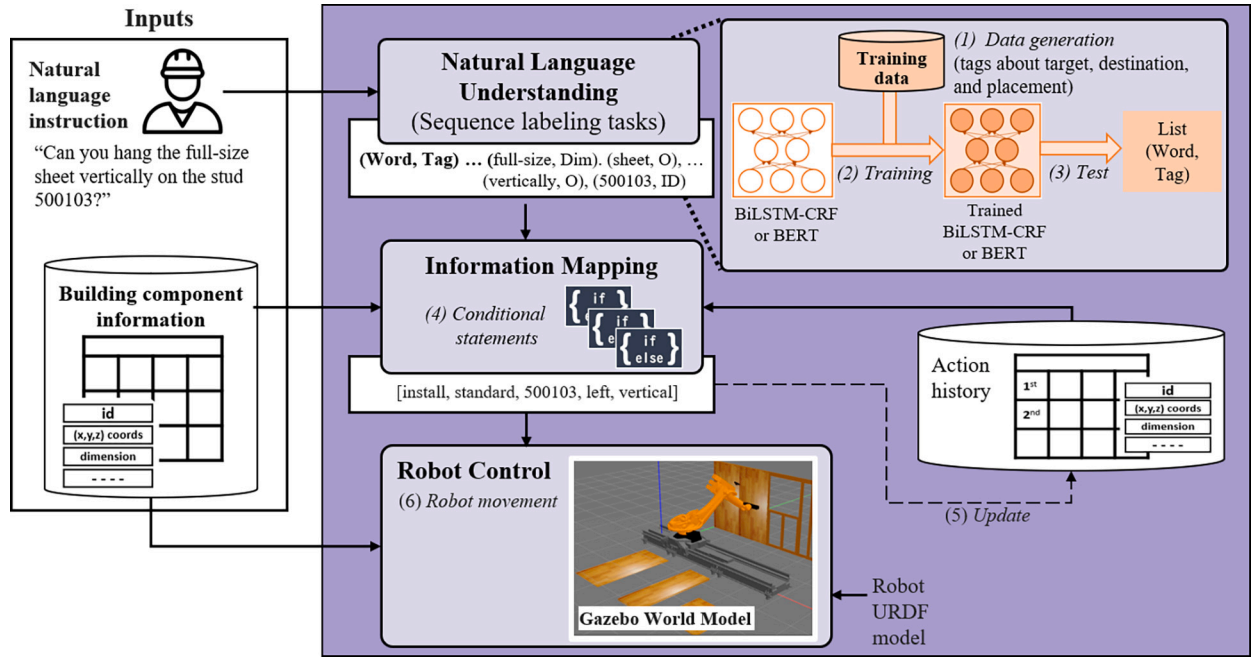 Inputs
Natural
language
instruction
“Can you hang the full-size
sheet vertically on the stud
500103?”
Building component
information
id
(x,y,z) coords
dimension
- - - -
Natural Language
Understanding
(Sequence labeling tasks)
(Word, Tag) … (full-size, Dim). (sheet, O), …
(vertically, O), (500103, ID)
Training
data
(1) Data generation
(tags about target, destination,
and placement)
(2) Training
(3) Test
List
(Word,
Tag)
BiLSTM-CRF
or BERT
Trained
BiLSTM-CRF
or BERT
Information Mapping
(4) Conditional
statements
{ if
{ if
e
{ if }
else
[install, standard, 500103, left, vertical]
Action
history
1st
2nd
id
(x,y,z) coords
dimension
- - - -
(5) Update
Robot Control
(6) Robot movement
Gazebo World Model
Robot
URDF
model